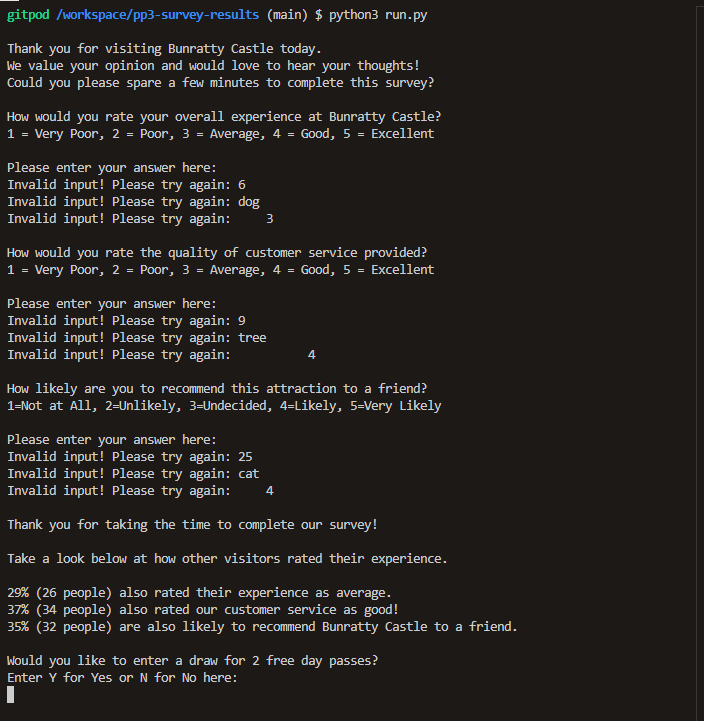 gitpod /workspace/pp3-survey-results (main) $ python3 run.py
Thank you for visiting Bunratty Castle today.
We value your opinion and would love to hear your thoughts!
Could you please spare a few minutes to complete this survey?
How would you rate your overall experience at Bunratty Castle?
1 = Very Poor, 2 = Poor, 3 = Average, 4 = Good, 5 = Excellent
Please enter your answer here:
Invalid input! Please try again: 6
Invalid input! Please try again: dog
Invalid input! Please try again:     3
How would you rate the quality of customer service provided?
1 = Very Poor, 2 = Poor, 3 = Average, 4 = Good, 5 = Excellent
Please enter your answer here:
Invalid input! Please try again: 9
Invalid input! Please try again: tree
Invalid input! Please try again:           4
How likely are you to recommend this attraction to a friend?
1=Not at All, 2=Unlikely, 3=Undecided, 4=Likely, 5=Very Likely
Please enter your answer here:
Invalid input! Please try again: 25
Invalid input! Please try again: cat
Invalid input! Please try again:     4
Thank you for taking the time to complete our survey!
Take a look below at how other visitors rated their experience.
29% (26 people) also rated their experience as average.
37% (34 people) also rated our customer service as good!
35% (32 people) are also likely to recommend Bunratty Castle to a friend.
Would you like to enter a draw for 2 free day passes?
Enter Y for Yes or N for No here: